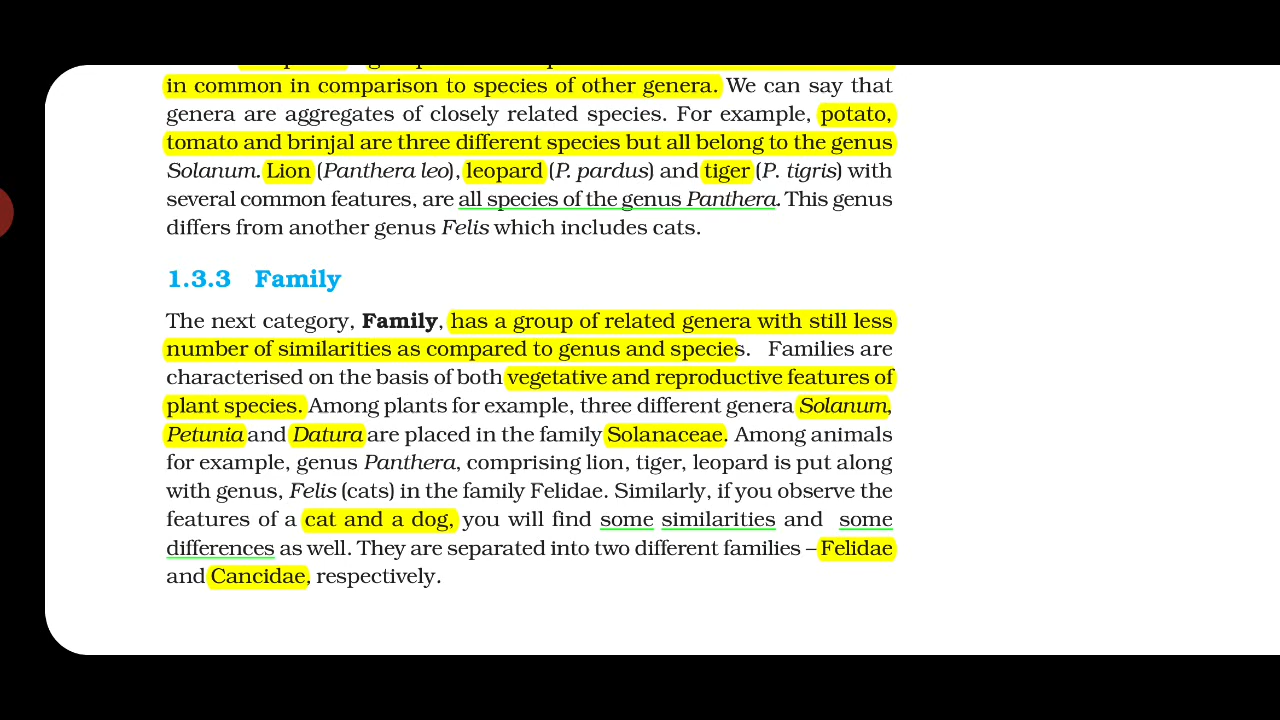 in common in comparison to species of other genera. We can say that
genera are aggregates of closely related species. For example, potato,
tomato and brinjal are three different species but all belong to the genus
Solanum. Lion (Panthera leo), leopard (P. pardus) and tiger (P. tigris) with
several common features, are all species of the genus Panthera. This genus
differs from another genus Felis which includes cats.
1.3.3 Family
The next category, Family, has a group of related genera with still less
number of similarities as compared to genus and species. Families are
characterised on the basis of both vegetative and reproductive features of
plant species. Among plants for example, three different genera Solanum,
Petunia and Datura are placed in the family Solanaceae. Among animals
for example, genus Panthera, comprising lion, tiger, leopard is put along
with genus, Felis (cats) in the family Felidae. Similarly, if you observe the
features of a cat and a dog, you will find some similarities and some
differences as well. They are separated into two different families – Felidae
and Cancidae, respectively.